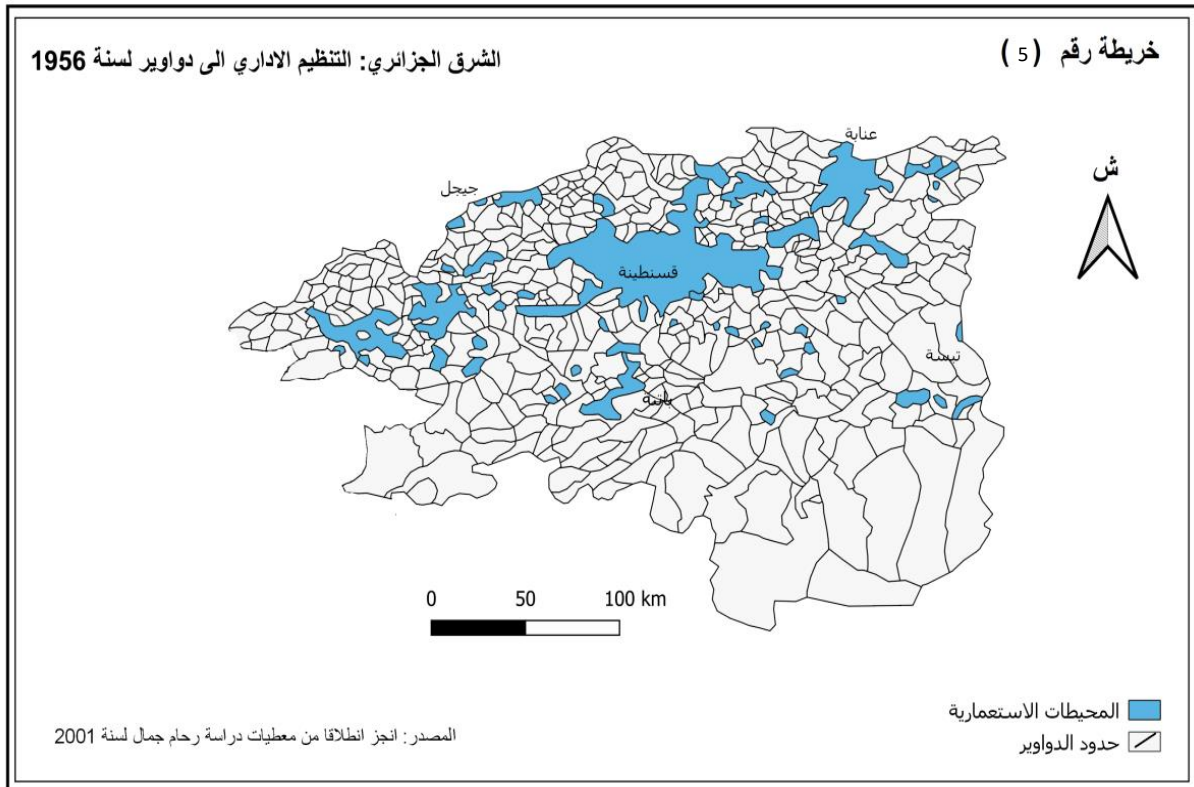 خريطة رقم ( 5 )
الشرق الجزائري: التنظيم الاداري الى دواوير لسنة 1956
عنابة
ش
جيجل
قسنطينة
تبسة
باتنة
0 50 100 km
المحيطات الاستعمارية
حدود الدواوير
المصدر: انجز انطلاقا من معطيات دراسة رحام جمال لسنة 2001